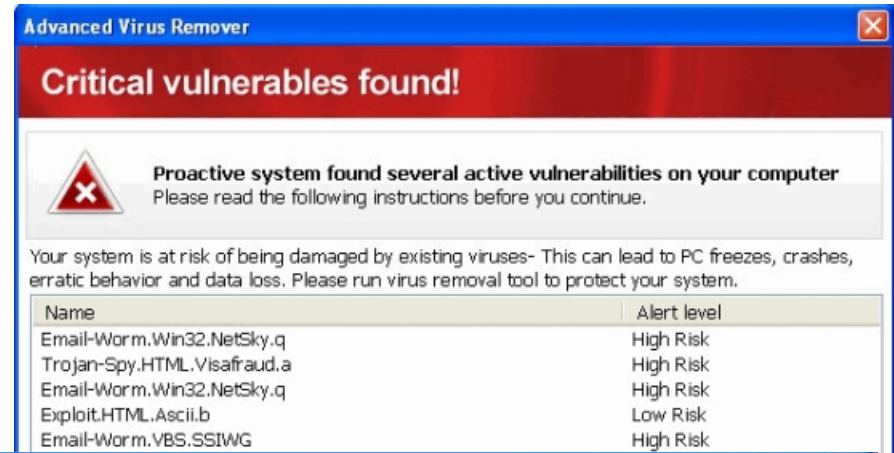 Advanced Virus Remover
Critical vulnerables found!
Proactive system found several active vulnerabilities on your computer
Please read the following instructions before you continue.
Your system is at risk of being damaged by existing viruses- This can lead to PC freezes, crashes,
erratic behavior and data loss. Please run virus removal tool to protect your system.
Name Alert level
Email-Worm.Win32.NetSky.q High Risk
Trojan-Spy.HTML.Visafraud.a High Risk
Email-Worm.Win32.NetSky.q High Risk
Exploit.HTML.Ascii.b Low Risk
Email-Worm.VBS.SSIWG High Risk